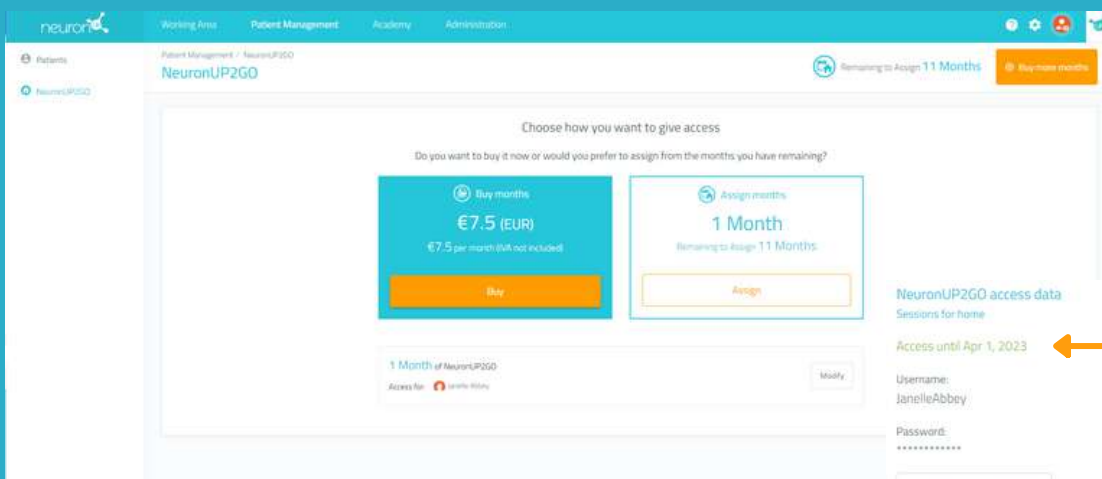 neuron
Working Area
Patient Management
Academy
Administration
Patients
NeuronUP2GO
Patient Management / NeuronUP2GO
NeuronUP2GO
Remaining to Assign 11 Months
Buy more months
Choose how you want to give access
Do you want to buy it now or would you prefer to assign from the months you have remaining?
Buy months
€7.5 (EUR)
€7.5 per month (IVA not included)
Buy
Assign months
1 Month
Remaining to Assign 11 Months
Assign
1 Month of NeuronUP2GO
Access for: Janelle Abbey
Modify
NeuronUP2GO access data
Sessions for home
Access until Apr 1, 2023
Username:
JanelleAbbey
Password:
************